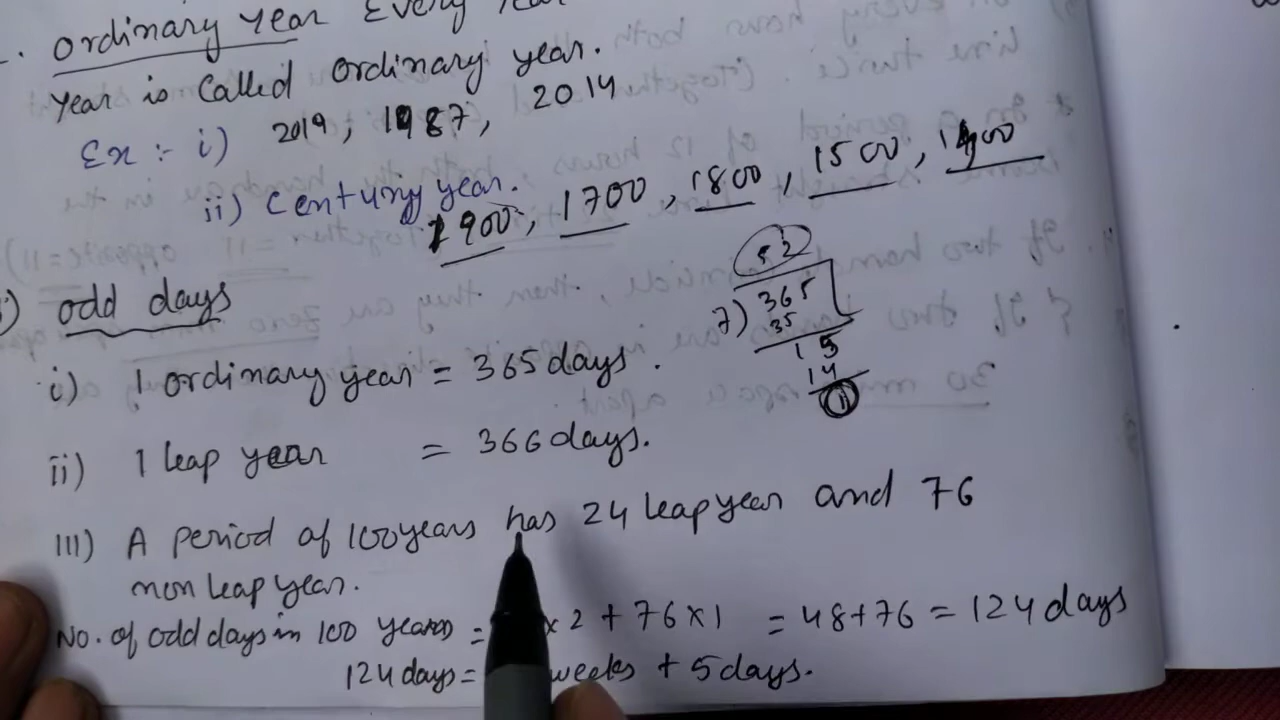 ordinary year Every year
Year is called ordinary year.
Ex :- i) 2019, 1987, 2014
ii) Century year.
1900, 1700, 1800, 1500, 1400
odd days
7) 365
52
35
15
14
1
i) 1 ordinary year = 365 days.
ii) 1 leap year = 366 days.
III) A period of 100 years has 24 leap year and 76
non leap year.
No. of odd days in 100 years = x 2 + 76 x 1 = 48 + 76 = 124 days
124 days = weeks + 5 days.